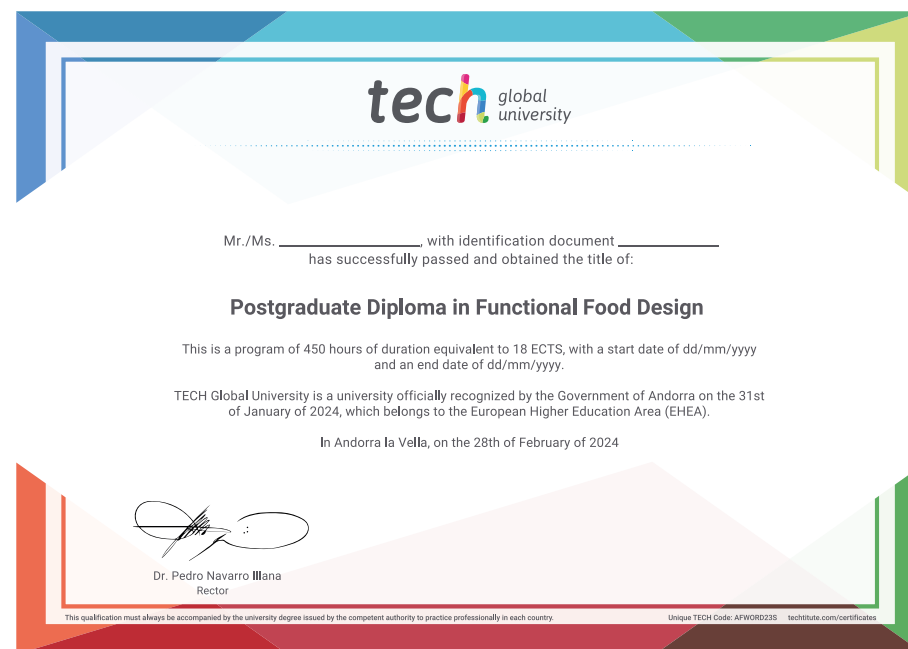 tech global university
Mr./Ms. ____________, with identification document ____________
has successfully passed and obtained the title of:
Postgraduate Diploma in Functional Food Design
This is a program of 450 hours of duration equivalent to 18 ECTS, with a start date of dd/mm/yyyy
and an end date of dd/mm/yyyy.
TECH Global University is a university officially recognized by the Government of Andorra on the 31st
of January of 2024, which belongs to the European Higher Education Area (EHEA).
In Andorra la Vella, on the 28th of February of 2024
Dr. Pedro Navarro Illana
Rector
This qualification must always be accompanied by the university degree issued by the competent authority to practice professionally in each country.
Unique TECH Code: AFWORD23S techtitute.com/certificates